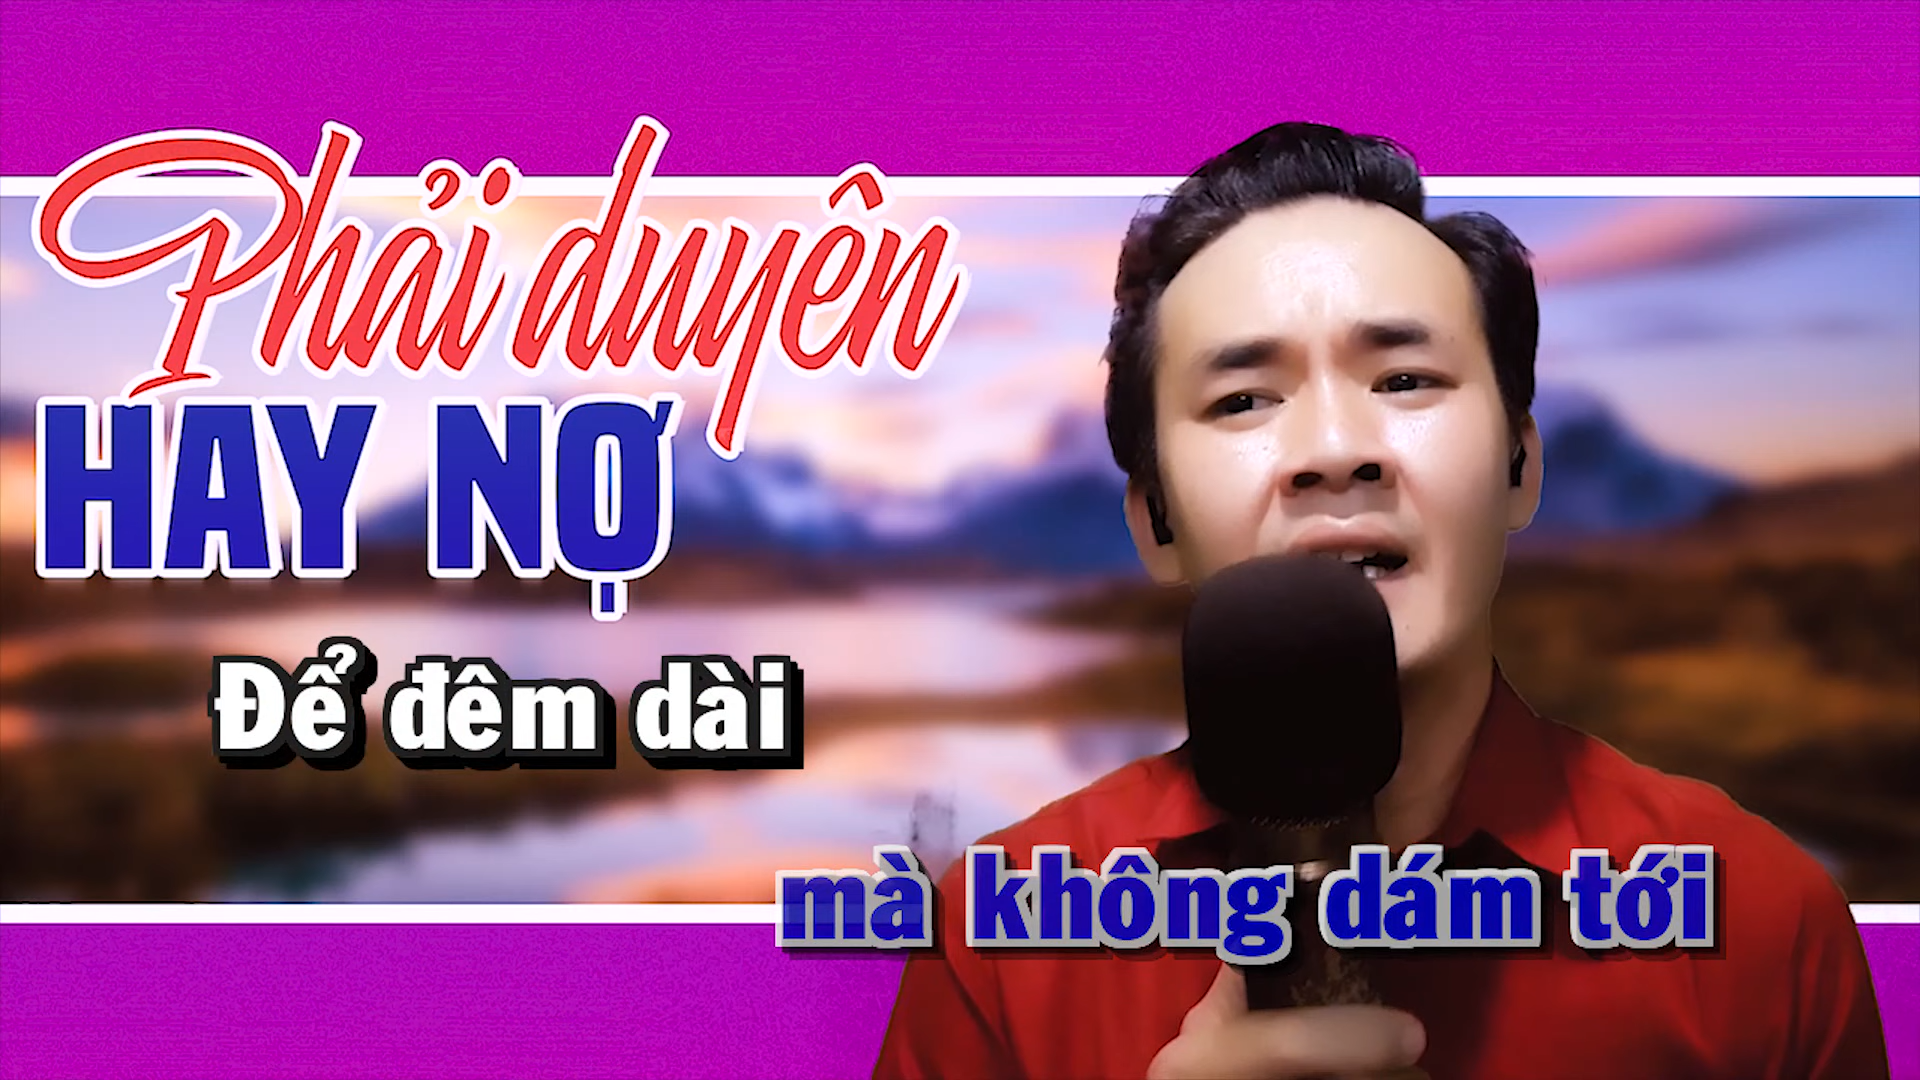 Phải duyên
HAY NỢ
Để đêm dài
mà không dám tới